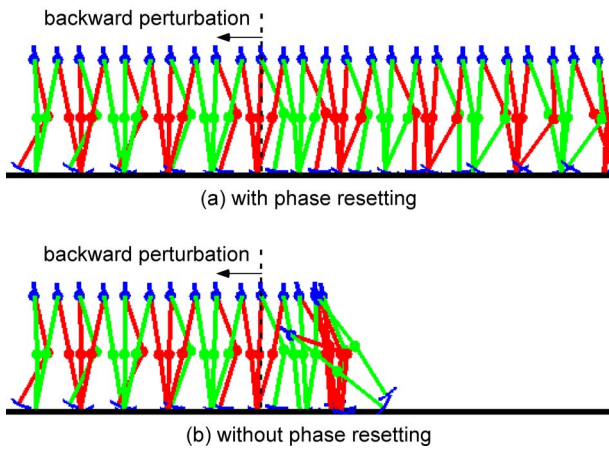 backward perturbation
(a) with phase resetting
backward perturbation
(b) without phase resetting